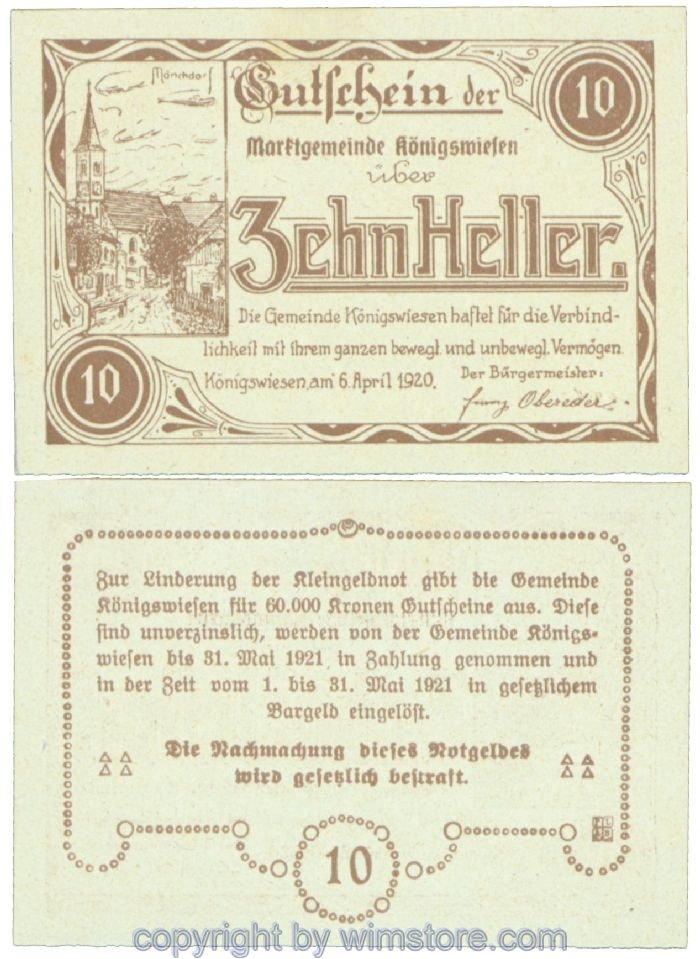 Mönchdorf
Gutschein der
10
Marktgemeinde Königswiesen
über
Zehn Heller.
Die Gemeinde Königswiesen haftet für die Verbind-
lichkeit mit ihrem ganzen bewegl. und unbewegl. Vermögen.
10
Königswiesen, am 6. April 1920.
Der Bürgermeister:
Franz Obereder
Zur Linderung der Kleingeldnot gibt die Gemeinde
Königswiesen für 60.000 Kronen Gutscheine aus. Diese
sind unverzinslich, werden von der Gemeinde Königs-
wiesen bis 31. Mai 1921 in Zahlung genommen und
in der Zeit vom 1. bis 31. Mai 1921 in gesetzlichem
Bargeld eingelöst.
Die Nachmachung dieses Notgeldes
wird gesetzlich bestraft.
10
copyright by wimstore.com